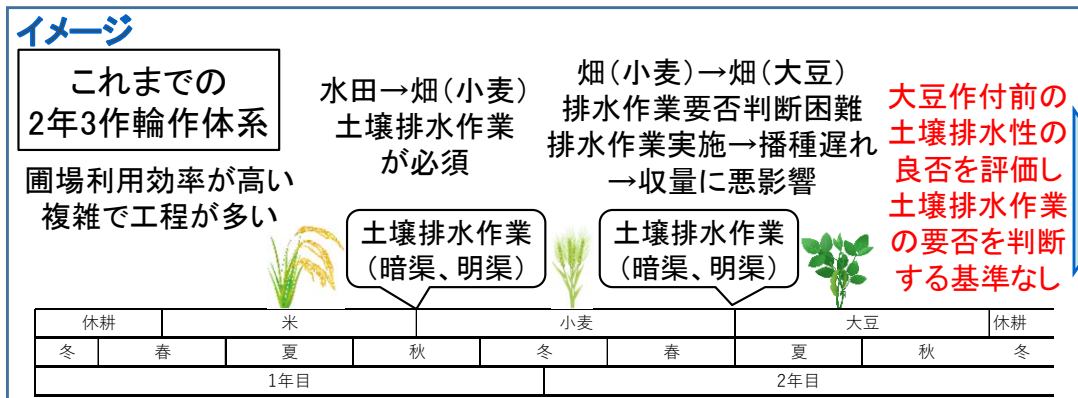 イメージ
これまでの
2年3作輪作体系
圃場利用効率が高い
複雑で工程が多い
水田→畑(小麦)
土壌排水作業
が必須
畑(小麦)→畑(大豆)
排水作業要否判断困難
排水作業実施→播種遅れ
→収量に悪影響
大豆作付前の
土壌排水性の
良否を評価し
土壌排水作業
の要否を判断
する基準なし
土壌排水作業
(暗渠、明渠)
土壌排水作業
(暗渠、明渠)
休耕 米 小麦 大豆 休耕
冬 春 夏 秋 冬 春 夏 秋 冬
1年目 2年目